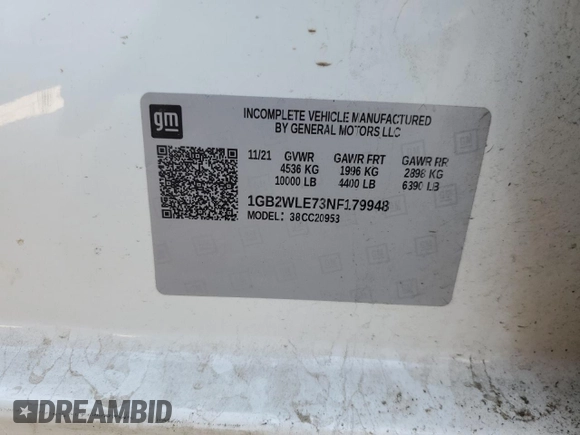 gm
INCOMPLETE VEHICLE MANUFACTURED
BY GENERAL MOTORS LLC
11/21 GVWR GAWR FRT GAWR RR
4536 KG 1996 KG 2898 KG
10000 LB 4400 LB 6390 LB
1GB2WLE73NF179948
MODEL: 38CC20953
DREAMBID